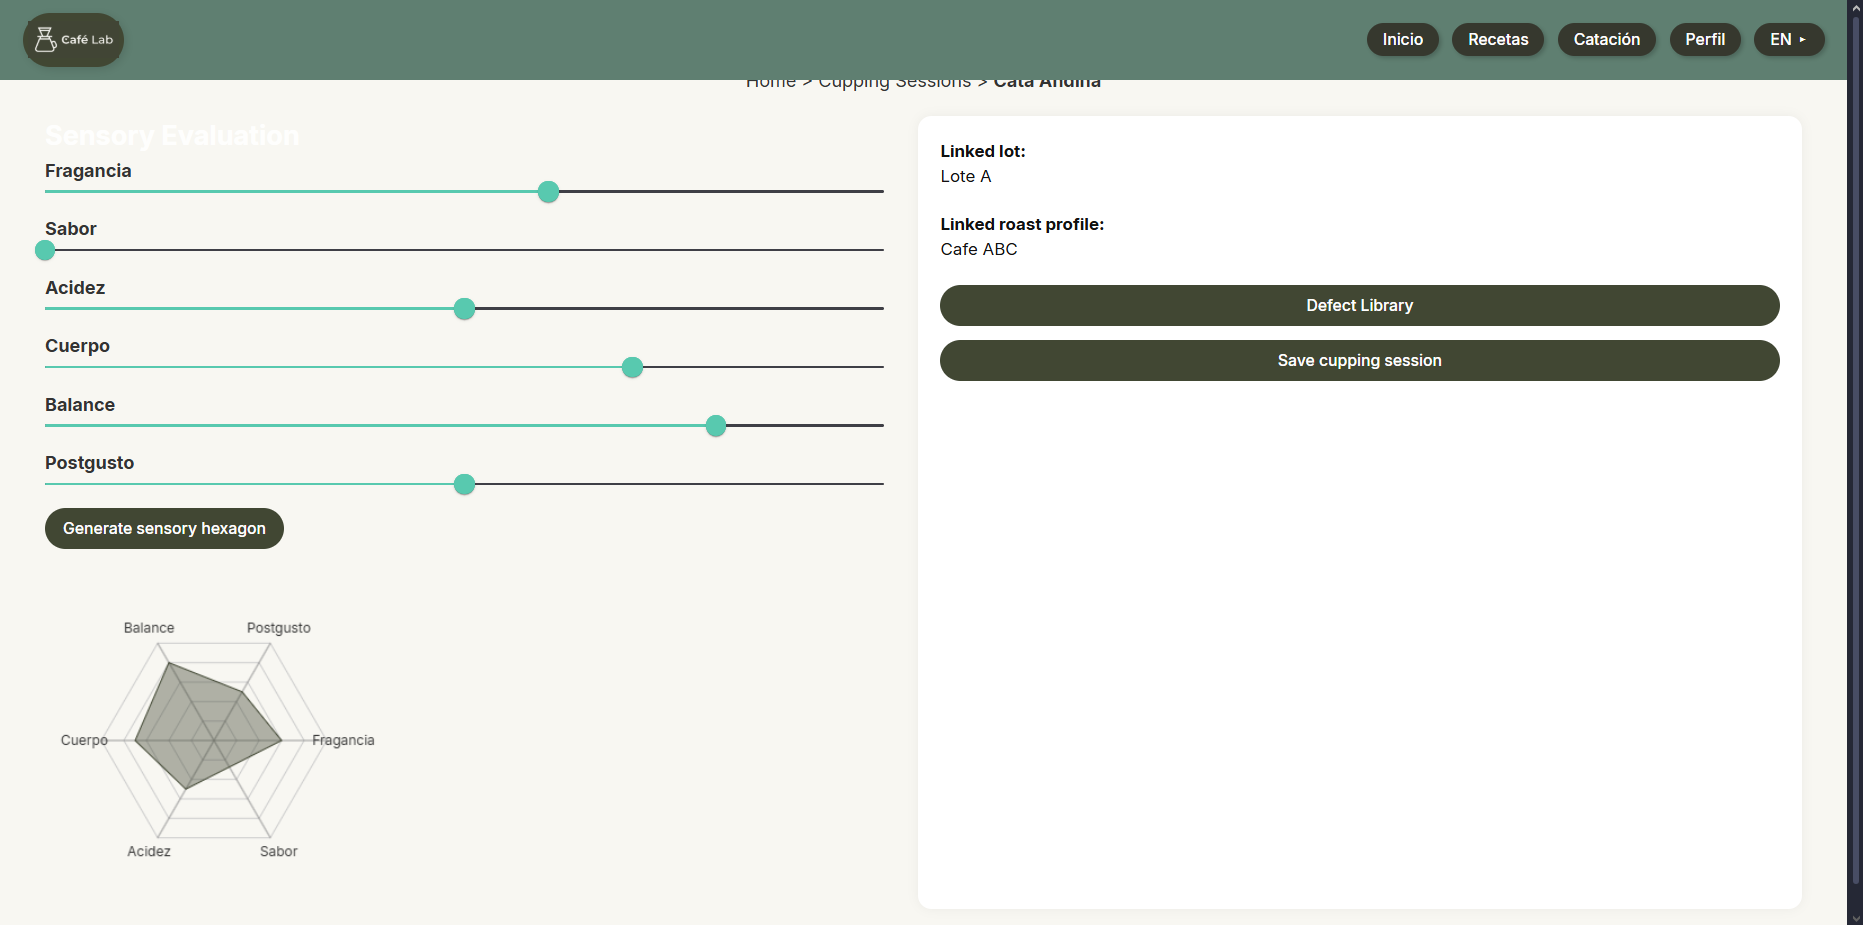 Café Lab
Inicio
Recetas
Catación
Perfil
EN ▸
Home > Cupping Sessions > Cata Andina
Sensory Evaluation
Fragancia
Sabor
Acidez
Cuerpo
Balance
Postgusto
Generate sensory hexagon
Balance
Postgusto
Cuerpo
Fragancia
Acidez
Sabor
Linked lot:
Lote A
Linked roast profile:
Cafe ABC
Defect Library
Save cupping session